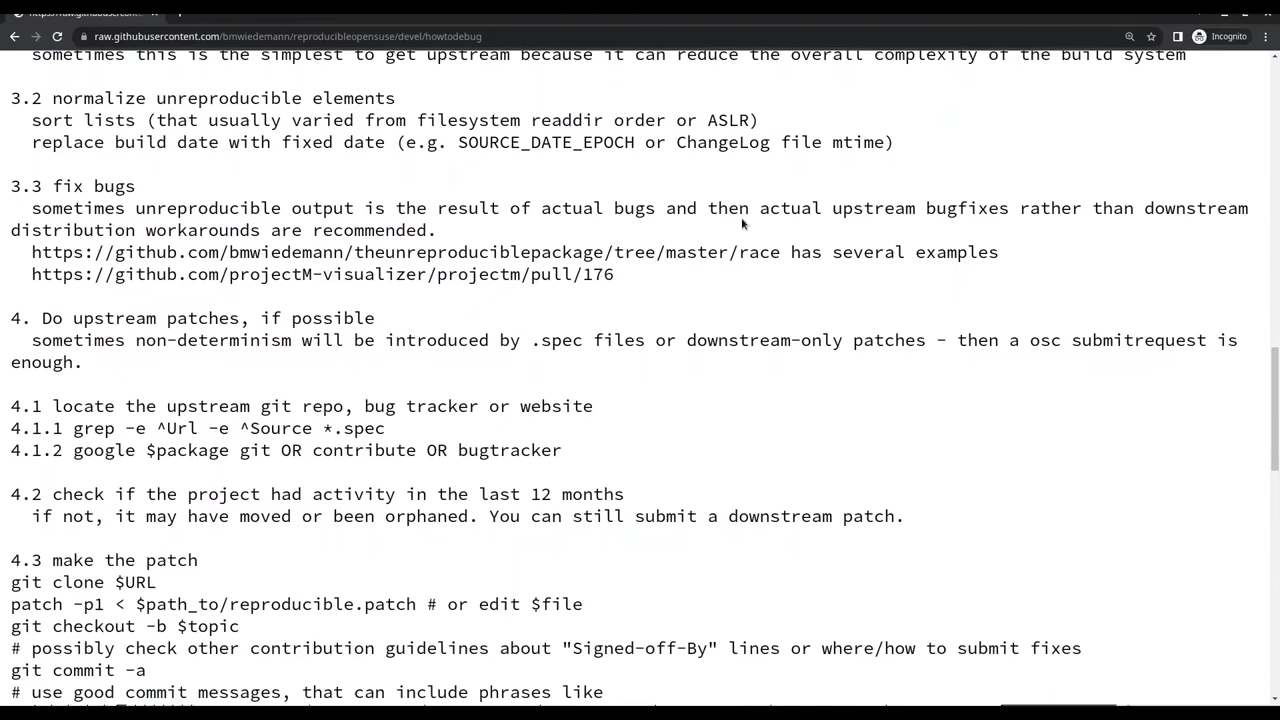 https://raw.githubusercont
raw.githubusercontent.com/bmwiedemann/reproducibleopensuse/devel/howtodebug
Incognito
sometimes this is the simplest to get upstream because it can reduce the overall complexity of the build system
3.2 normalize unreproducible elements
sort lists (that usually varied from filesystem readdir order or ASLR)
replace build date with fixed date (e.g. SOURCE_DATE_EPOCH or ChangeLog file mtime)
3.3 fix bugs
sometimes unreproducible output is the result of actual bugs and then actual upstream bugfixes rather than downstream
distribution workarounds are recommended.
https://github.com/bmwiedemann/theunreproduciblepackage/tree/master/race has several examples
https://github.com/projectM-visualizer/projectm/pull/176
4. Do upstream patches, if possible
sometimes non-determinism will be introduced by .spec files or downstream-only patches - then a osc submitrequest is
enough.
4.1 locate the upstream git repo, bug tracker or website
4.1.1 grep -e ^Url -e ^Source *.spec
4.1.2 google $package git OR contribute OR bugtracker
4.2 check if the project had activity in the last 12 months
if not, it may have moved or been orphaned. You can still submit a downstream patch.
4.3 make the patch
git clone $URL
patch -p1 < $path_to/reproducible.patch # or edit $file
git checkout -b $topic
# possibly check other contribution guidelines about "Signed-off-By" lines or where/how to submit fixes
git commit -a
# use good commit messages, that can include phrases like